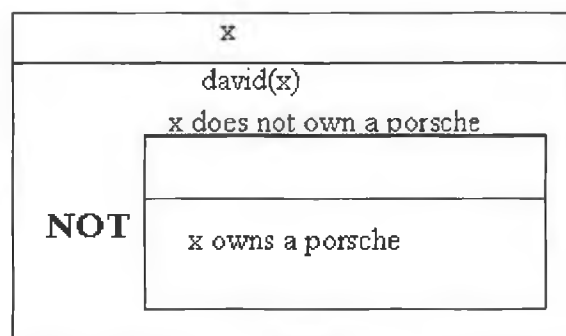 x
david(x)
x does not own a porsche
NOT
x owns a porsche